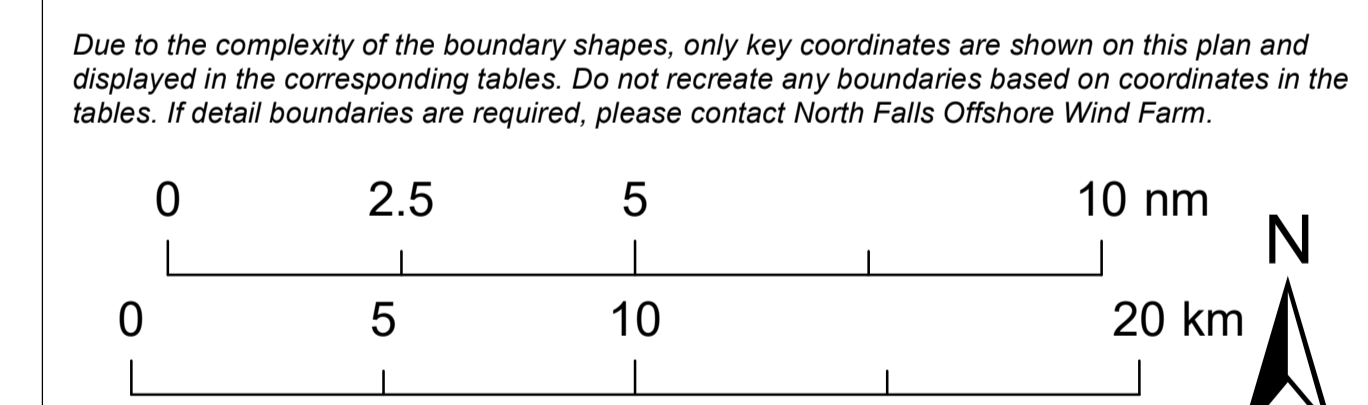 Due to the complexity of the boundary shapes, only key coordinates are shown on this plan and
displayed in the corresponding tables. Do not recreate any boundaries based on coordinates in the
tables. If detail boundaries are required, please contact North Falls Offshore Wind Farm.
0 2.5 5 10 nm
N
0 5 10 20 km